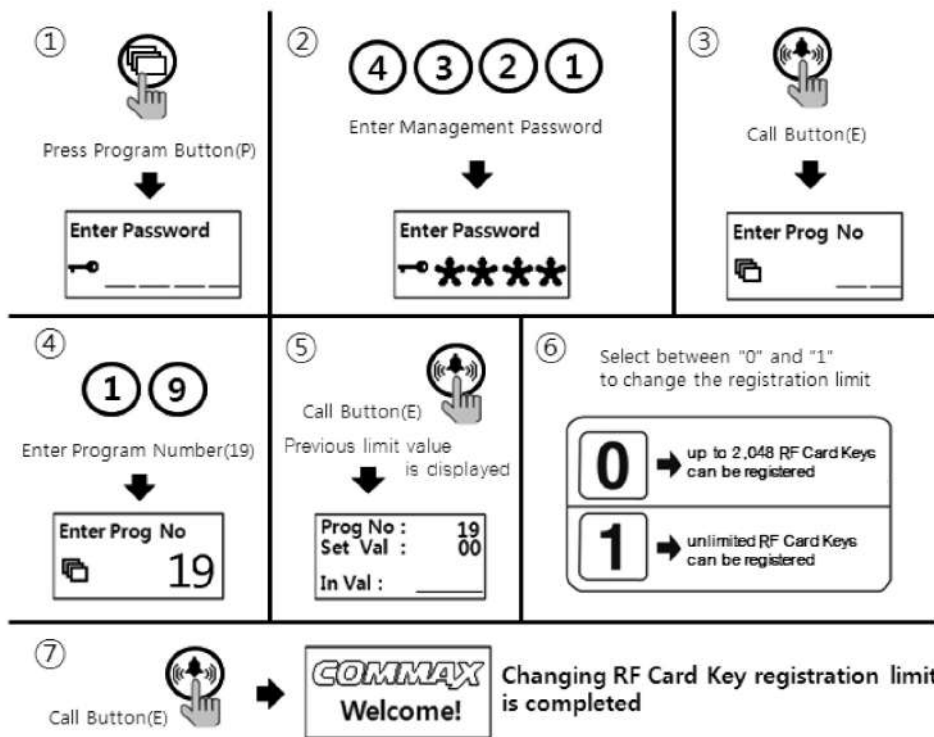 ①
Press Program Button(P)
Enter Password
②
4 3 2 1
Enter Management Password
Enter Password
③
Call Button(E)
Enter Prog No
④
1 9
Enter Program Number(19)
Enter Prog No
19
⑤
Call Button(E)
Previous limit value
is displayed
Prog No : 19
Set Val : 00
In Val :
⑥
Select between "0" and "1"
to change the registration limit
0
up to 2,048 RF Card Keys
can be registered
1
unlimited RF Card Keys
can be registered
⑦
Call Button(E)
COMMAX
Welcome!
Changing RF Card Key registration limit
is completed